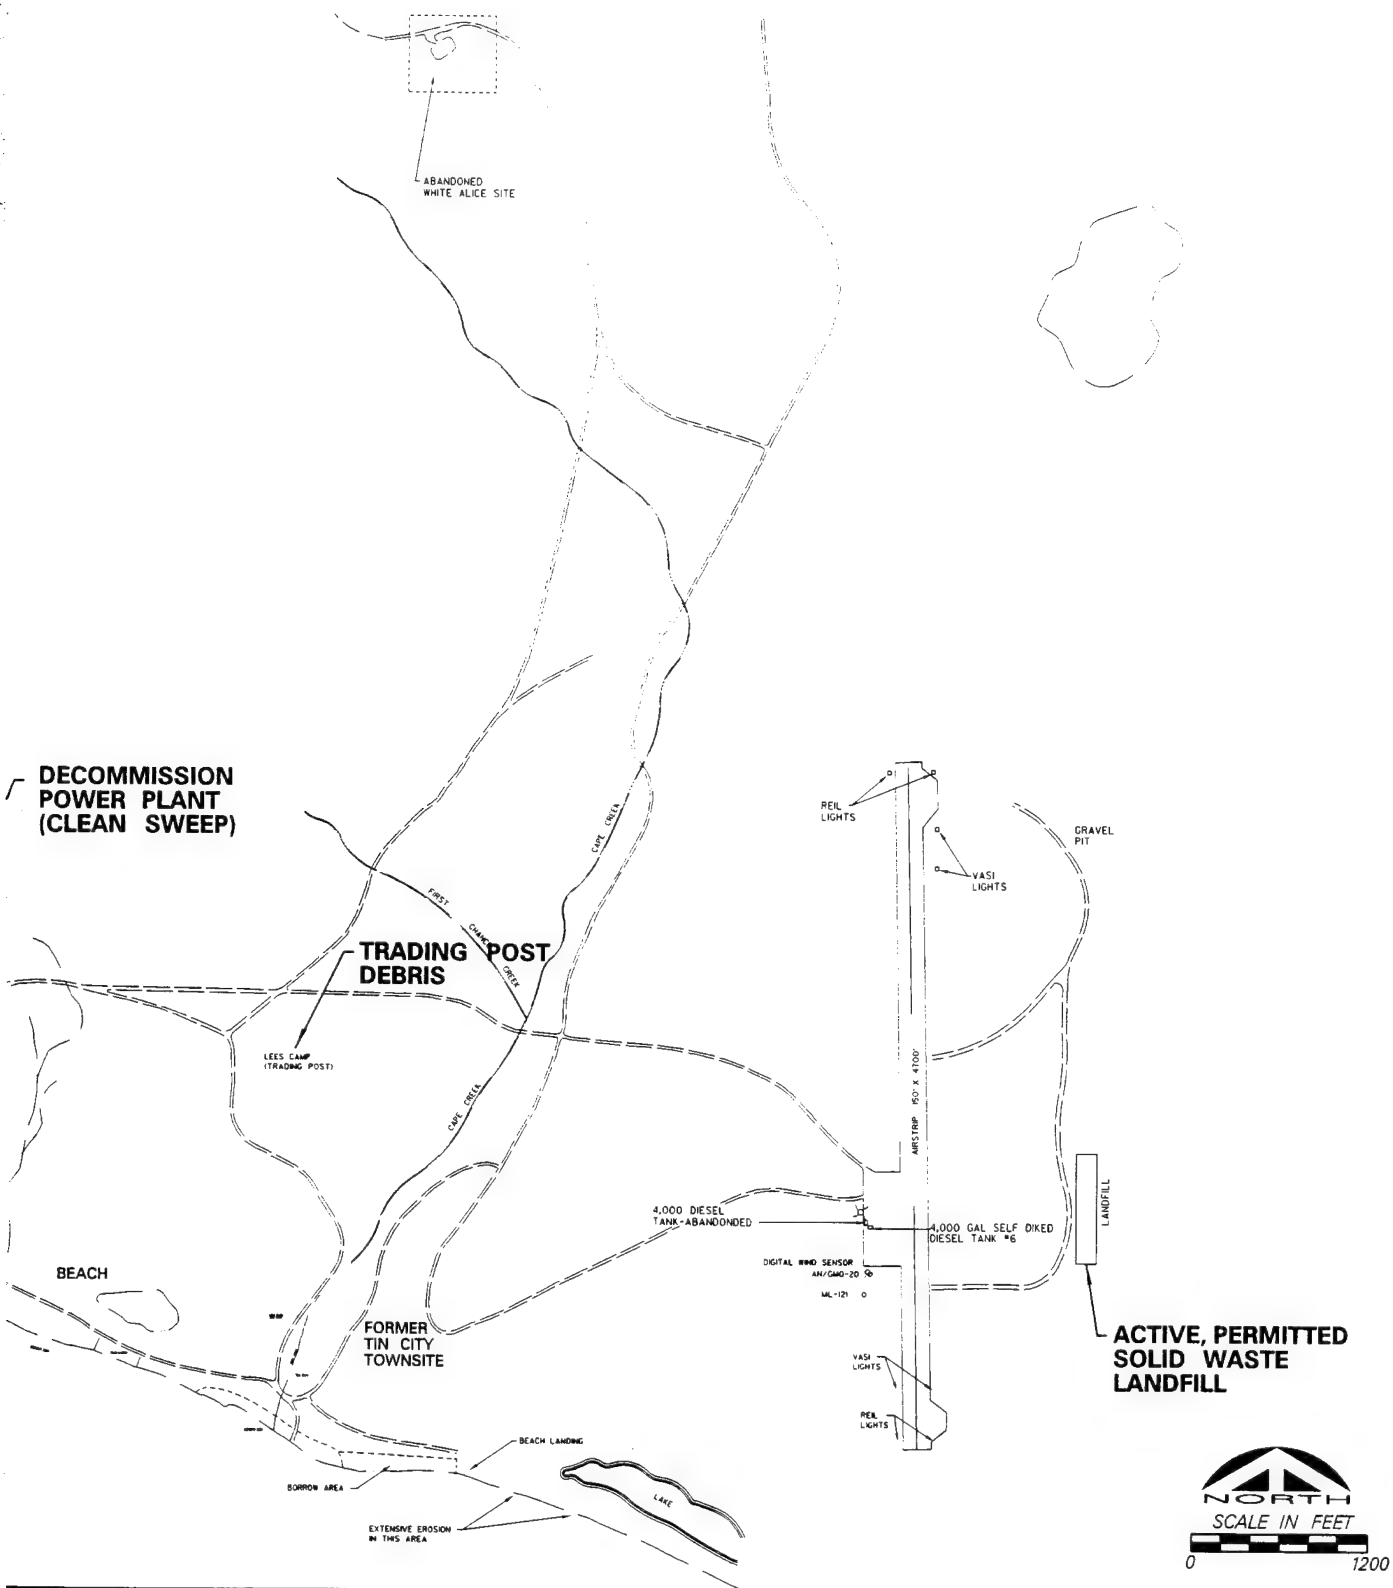 ABANDONED
WHITE ALICE SITE
DECOMMISSION
POWER PLANT
(CLEAN SWEEP)
REIL
LIGHTS
GRAVEL
PIT
VASI
LIGHTS
CAPE CREEK
FIRST CHANCE CREEK
TRADING POST
DEBRIS
LEES CAMP
(TRADING POST)
CAPE CREEK
AIRSTRIP 150' X 4700'
4,000 DIESEL
TANK-ABANDONDED
4,000 GAL SELF DIKED
DIESEL TANK #6
LANDFILL
DIGITAL WIND SENSOR
AN/GMQ-20
ML-121
BEACH
FORMER
TIN CITY
TOWNSITE
ACTIVE, PERMITTED
SOLID WASTE
LANDFILL
VASI
LIGHTS
REIL
LIGHTS
BEACH LANDING
BORROW AREA
LAKE
EXTENSIVE EROSION
IN THIS AREA
NORTH
SCALE IN FEET
0 1200